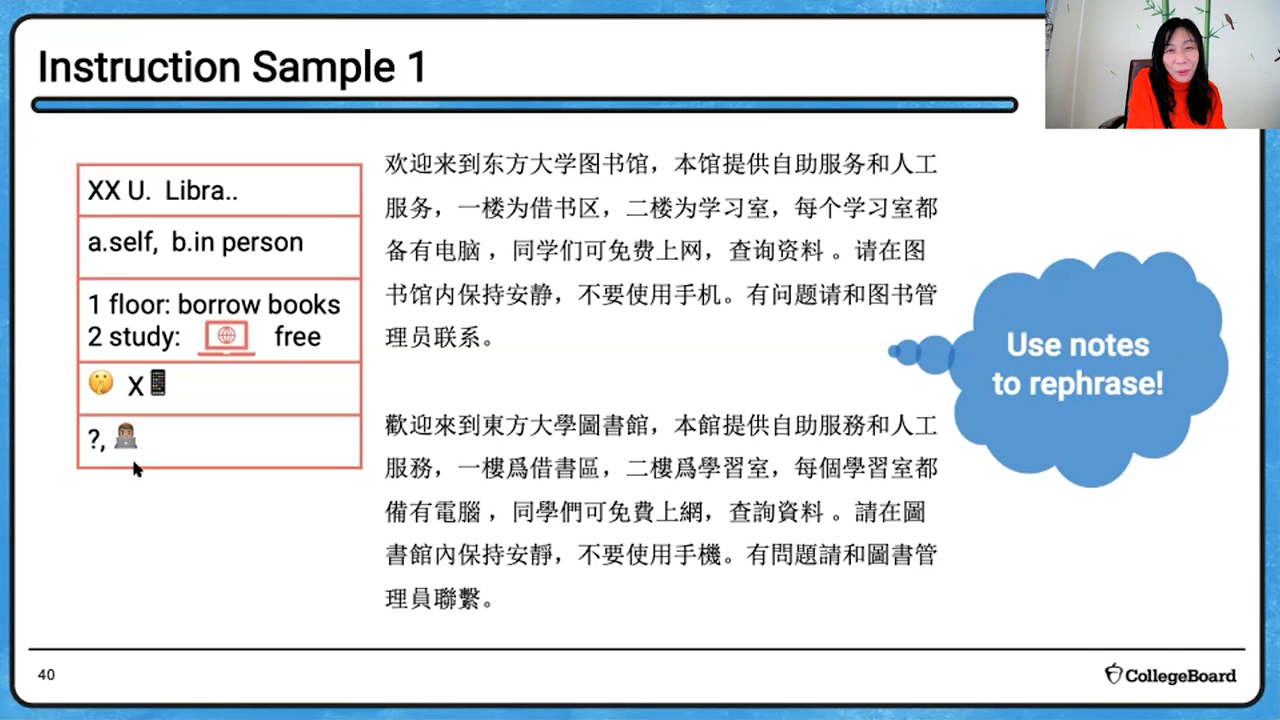 Instruction Sample 1
XX U. Libra..
a.self, b.in person
1 floor: borrow books
2 study: free
X
?,
欢迎来到东方大学图书馆，本馆提供自助服务和人工
服务，一楼为借书区，二楼为学习室，每个学习室都
备有电脑 ，同学们可免费上网，查询资料 。请在图
书馆内保持安静，不要使用手机。有问题请和图书管
理员联系。
歡迎來到東方大學圖書館，本館提供自助服務和人工
服務，一樓爲借書區，二樓爲學習室，每個學習室都
備有電腦 ，同學們可免費上網，查詢資料 。請在圖
書館內保持安靜，不要使用手機。有問題請和圖書管
理員聯繫。
Use notes
to rephrase!
40
CollegeBoard